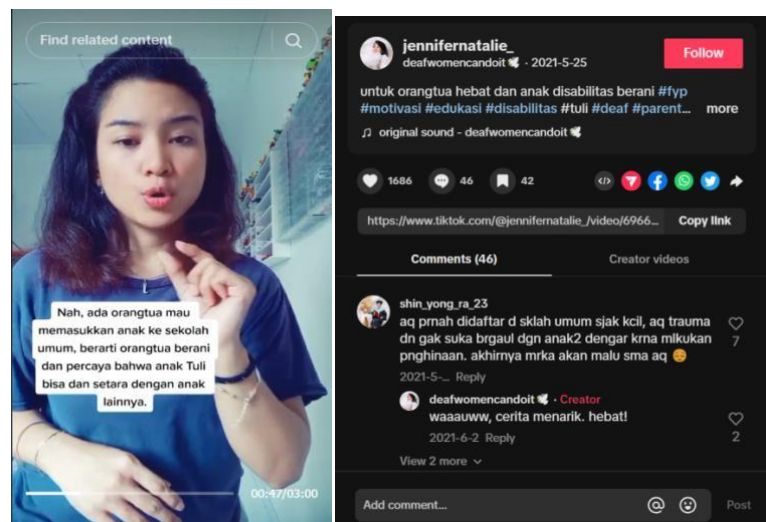 Find related content
Nah, ada orangtua mau
memasukkan anak ke sekolah
umum, berarti orangtua berani
dan percaya bahwa anak Tuli
bisa dan setara dengan anak
lainnya.
00:47/03:00
jennifernatalie_
deafwomencandoit🕊 · 2021-5-25
Follow
untuk orangtua hebat dan anak disabilitas berani #fyp
#motivasi #edukasi #disabilitas #tuli #deaf #parent... more
♫ original sound - deafwomencandoit🕊
1686 46 42
https://www.tiktok.com/@jennifernatalie_/video/6966... Copy link
Comments (46) Creator videos
shin_yong_ra_23
aq prnah didaftar d sklah umum sjak kcil, aq trauma
dn gak suka brgaul dgn anak2 dengar krna mlkukan
pnghinaan. akhirnya mrka akan malu sma aq 😔
7
2021-5-... Reply
deafwomencandoit🕊 · Creator
waaauww, cerita menarik. hebat!
2
2021-6-2 Reply
View 2 more
Add comment...
Post